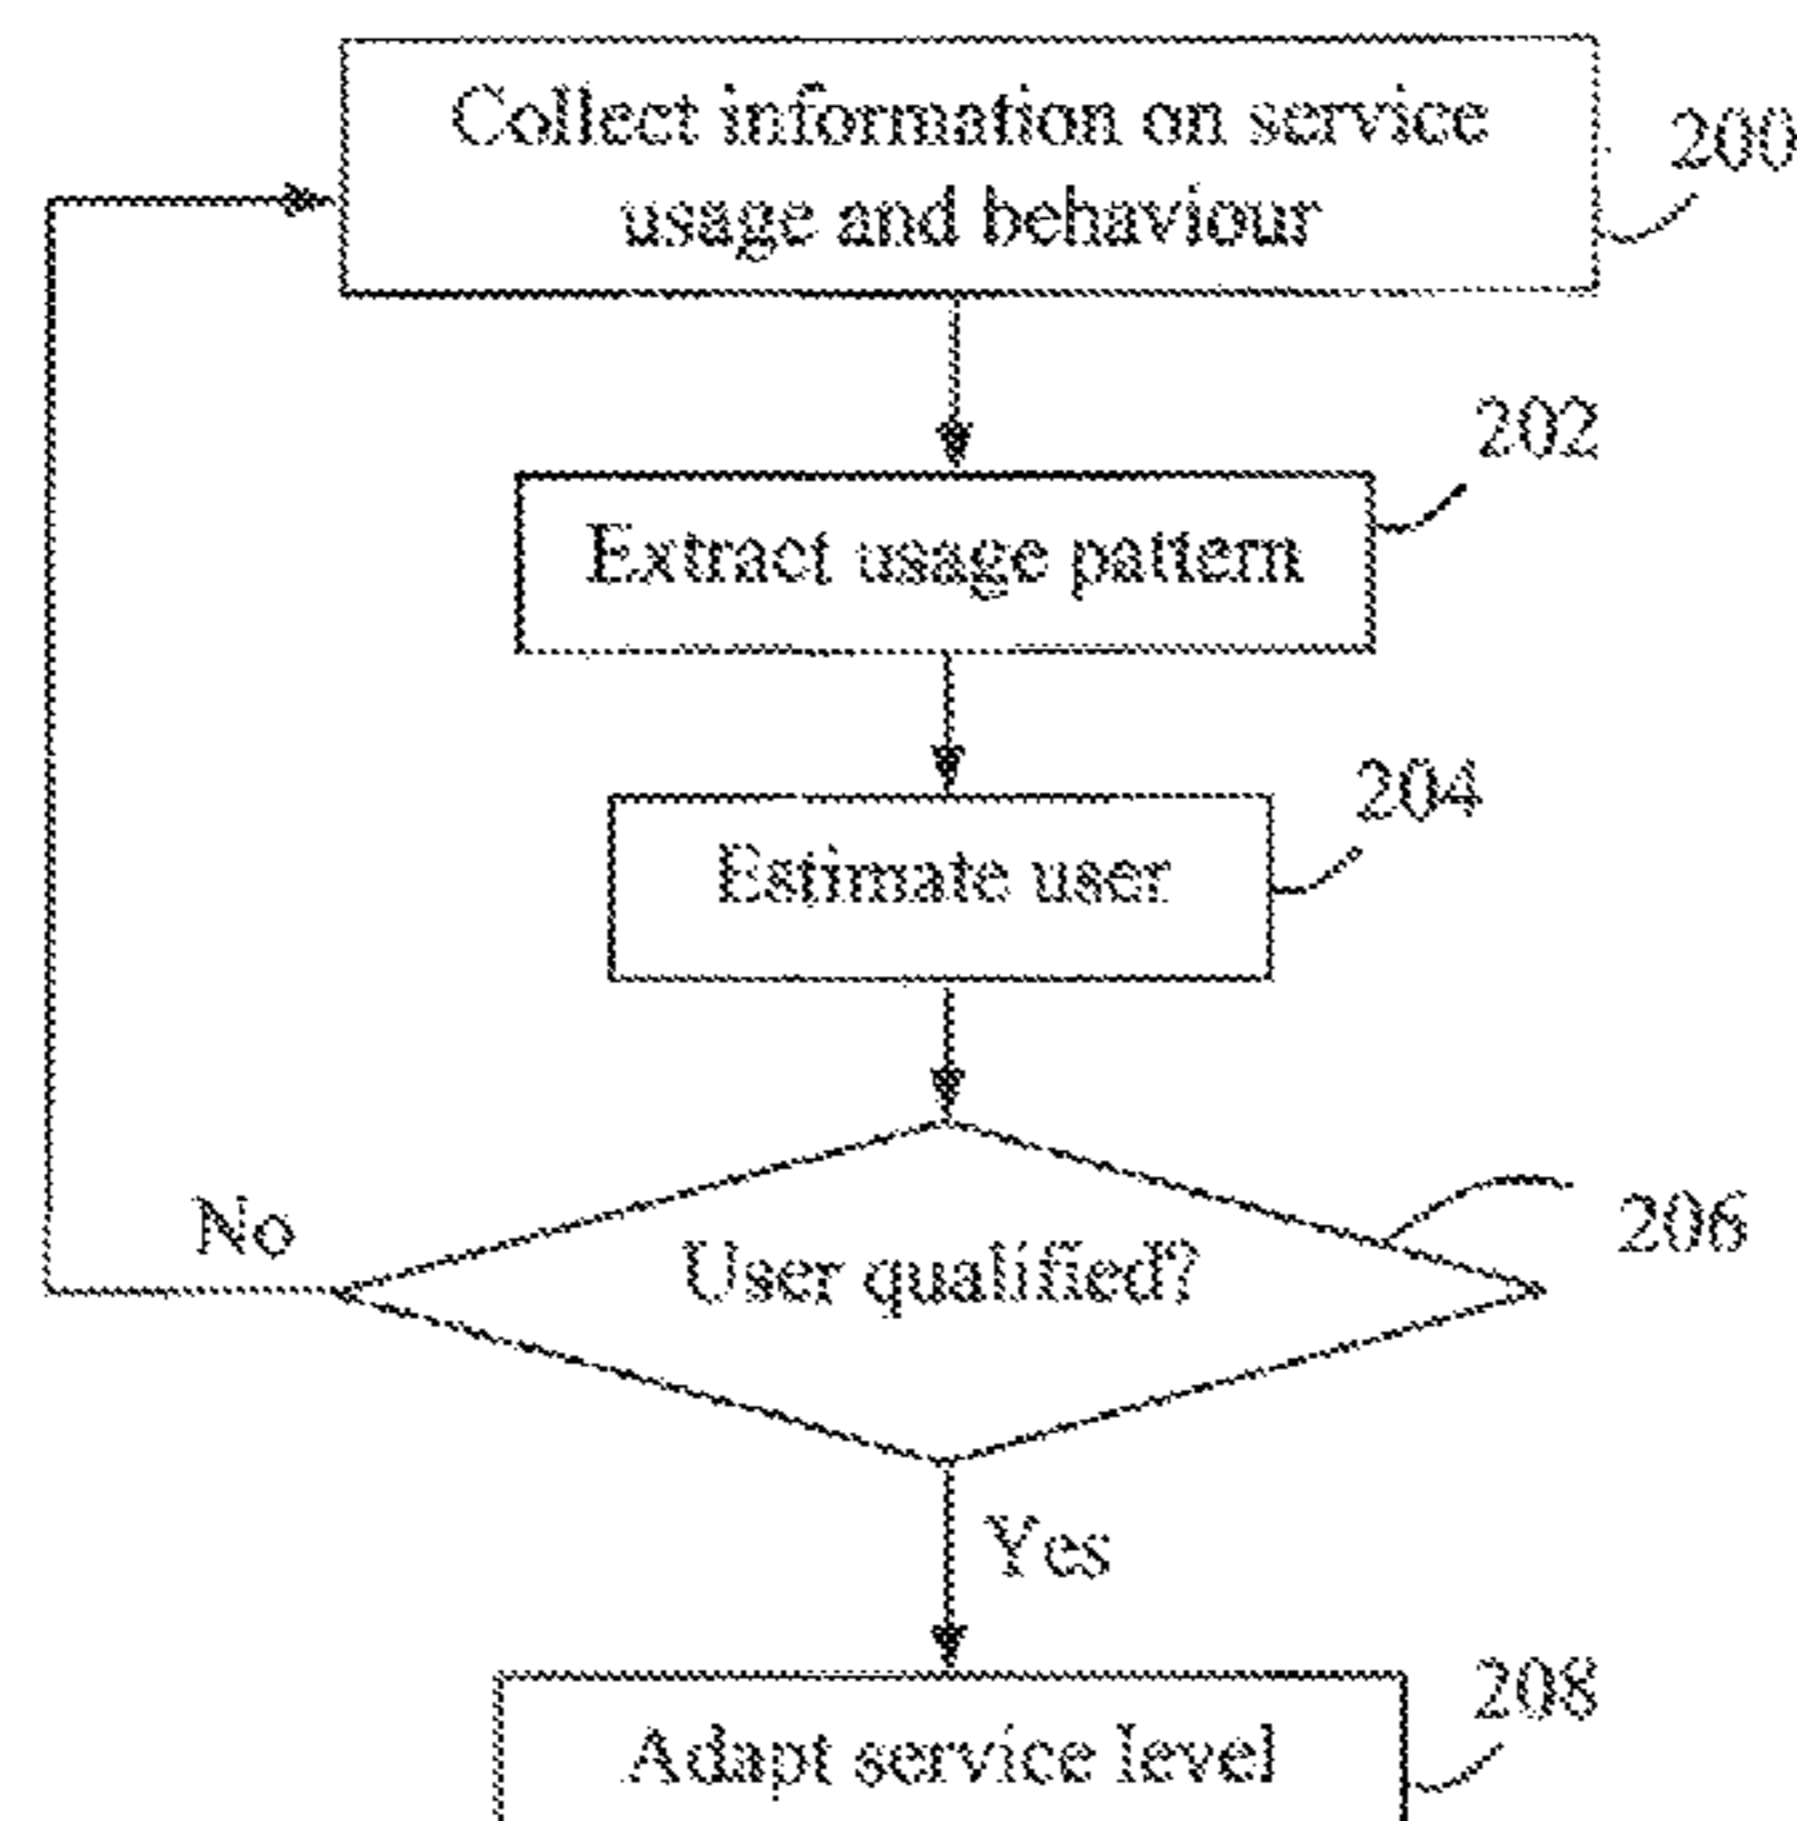 Collect information on service
usage and behaviour
200
202
Extract usage pattern
204
Estimate user
No
User qualified?
206
Yes
208
Adapt service level